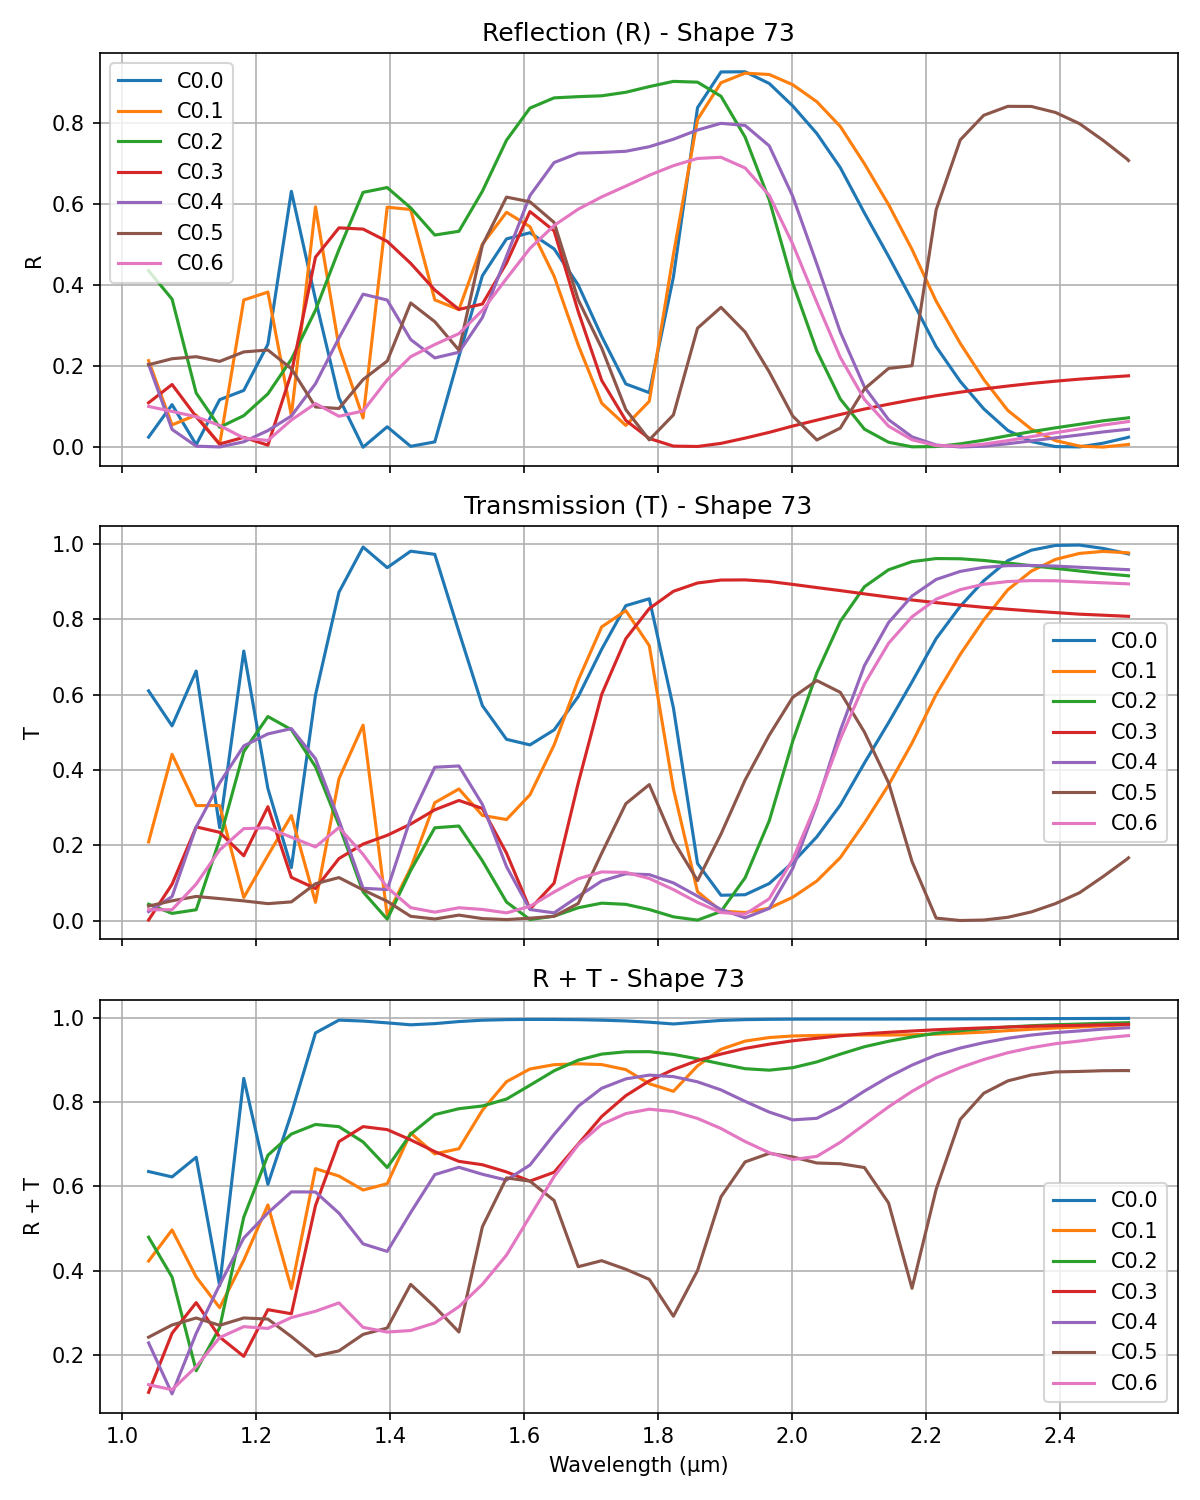 Reflection (R) - Shape 73
R
0.8
0.6
0.4
0.2
0.0
C0.0
C0.1
C0.2
C0.3
C0.4
C0.5
C0.6
Transmission (T) - Shape 73
T
1.0
0.8
0.6
0.4
0.2
0.0
C0.0
C0.1
C0.2
C0.3
C0.4
C0.5
C0.6
R + T - Shape 73
R + T
1.0
0.8
0.6
0.4
0.2
C0.0
C0.1
C0.2
C0.3
C0.4
C0.5
C0.6
1.0 1.2 1.4 1.6 1.8 2.0 2.2 2.4
Wavelength (μm)